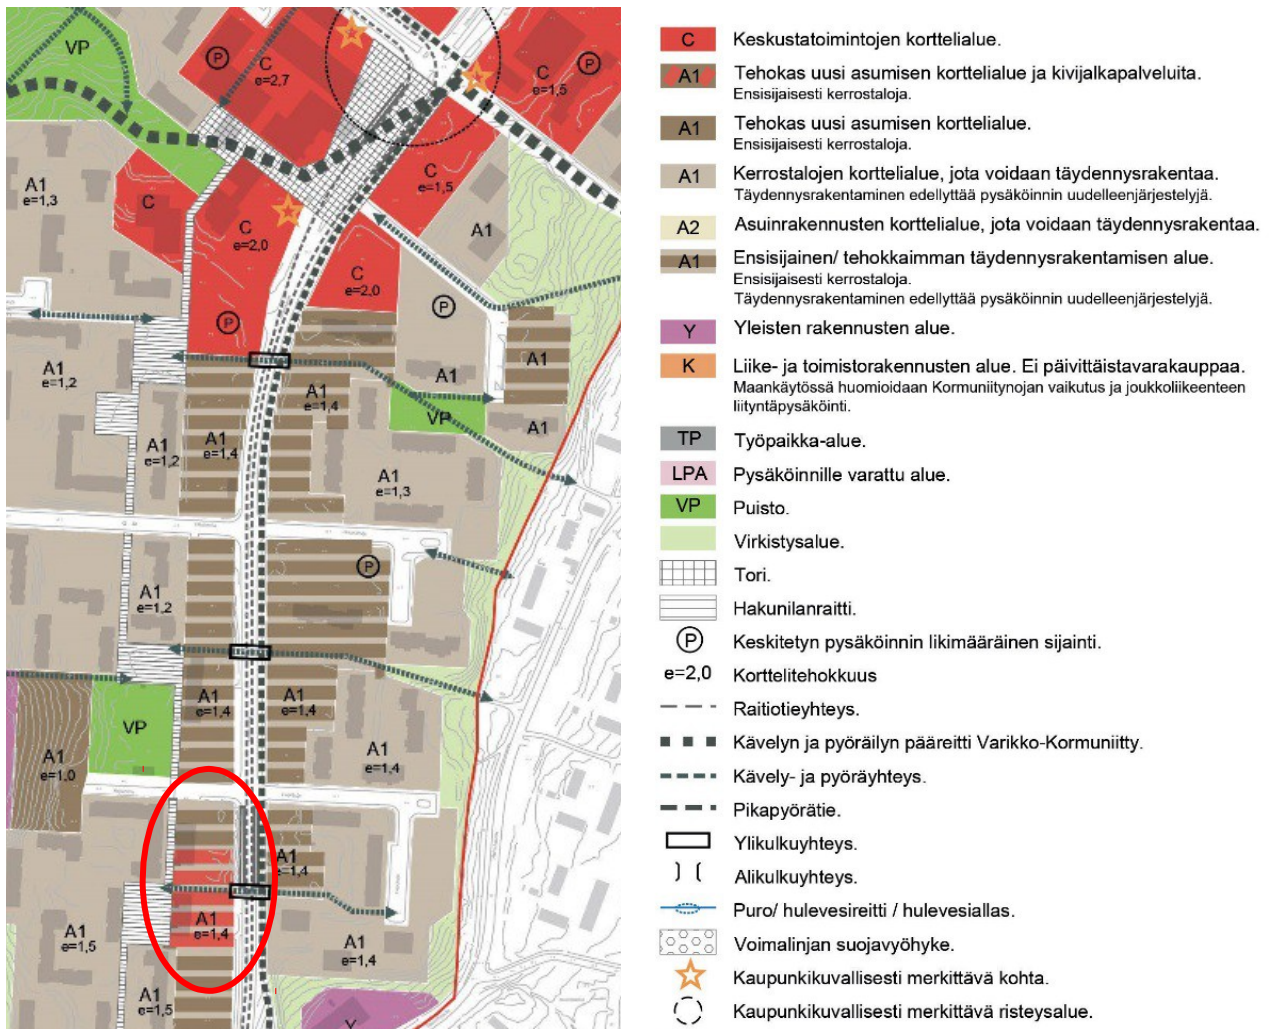 VP
P
C
e=2,7
C
P
e=1,5
A1
e=1,3
C
C
e=1,5
C
e=2,0
A1
C
e=2,0
P
P
A1
e=1,2
A1
e=1,4
A1
A1
VP
A1
A1
e=1,2
A1
e=1,4
A1
e=1,3
P
A1
e=1,2
A1
e=1,4
A1
e=1,4
VP
A1
e=1,0
A1
e=1,4
A1
e=1,4
A1
e=1,4
A1
e=1,5
A1
e=1,4
A1
e=1,5
Y
C Keskustatoimintojen korttelialue.
A1 Tehokas uusi asumisen korttelialue ja kivijalkapalveluita.
Ensisijaisesti kerrostaloja.
A1 Tehokas uusi asumisen korttelialue.
Ensisijaisesti kerrostaloja.
A1 Kerrostalojen korttelialue, jota voidaan täydennysrakentaa.
Täydennysrakentaminen edellyttää pysäköinnin uudelleenjärjestelyjä.
A2 Asuinrakennusten korttelialue, jota voidaan täydennysrakentaa.
A1 Ensisijainen/ tehokkaimman täydennysrakentamisen alue.
Ensisijaisesti kerrostaloja.
Täydennysrakentaminen edellyttää pysäköinnin uudelleenjärjestelyjä.
Y Yleisten rakennusten alue.
K Liike- ja toimistorakennusten alue. Ei päivittäistavarakauppaa.
Maankäytössä huomioidaan Kormuniitynojan vaikutus ja joukkoliikenteen
liityntäpysäköinti.
TP Työpaikka-alue.
LPA Pysäköinnille varattu alue.
VP Puisto.
Virkistysalue.
Tori.
Hakunilanraitti.
P Keskitetyn pysäköinnin likimääräinen sijainti.
e=2,0 Korttelitehokkuus
Raitiotieyhteys.
Kävelyn ja pyöräilyn pääreitti Varikko-Kormuniitty.
Kävely- ja pyöräyhteys.
Pikapyörätie.
Ylikulkuyhteys.
Alikulkuyhteys.
Puro/ hulevesireitti / hulevesiallas.
Voimalinjan suojavyöhyke.
Kaupunkikuvallisesti merkittävä kohta.
Kaupunkikuvallisesti merkittävä risteysalue.